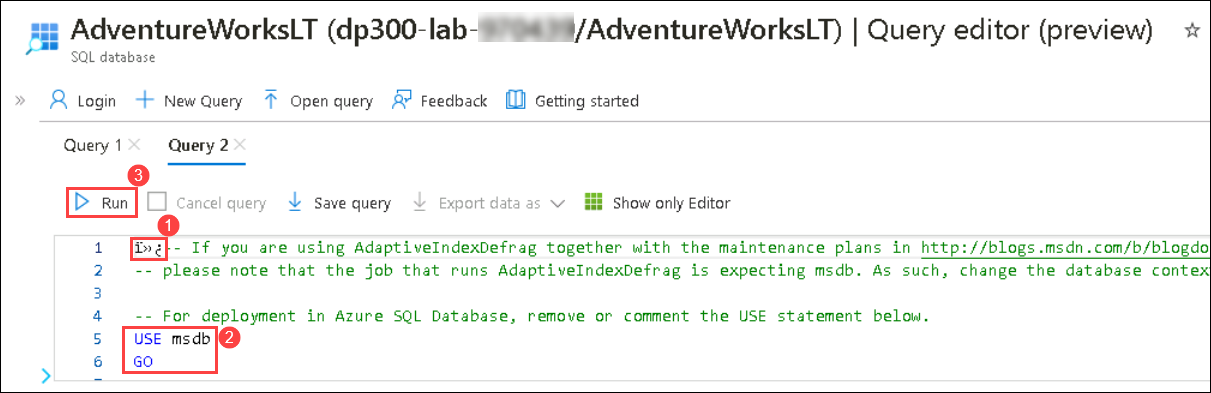 AdventureWorksLT (dp300-lab-/AdventureWorksLT) | Query editor (preview)
SQL database
Login New Query Open query Feedback Getting started
Query 1 Query 2
3
Run Cancel query Save query Export data as Show only Editor
1
1 -- If you are using AdaptiveIndexDefrag together with the maintenance plans in http://blogs.msdn.com/b/blogdo
2 -- please note that the job that runs AdaptiveIndexDefrag is expecting msdb. As such, change the database contex
3
4 -- For deployment in Azure SQL Database, remove or comment the USE statement below.
5 USE msdb 2
6 GO